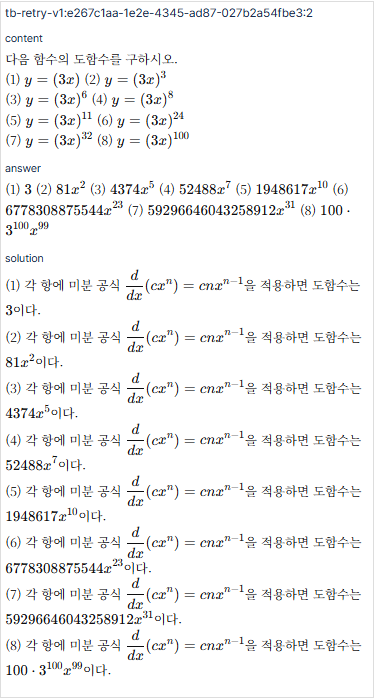 tb-retry-v1:e267c1aa-1e2e-4345-ad87-027b2a54fbe3:2
content
다음 함수의 도함수를 구하시오.
(1) y = (3x) (2) y = (3x)^3
(3) y = (3x)^6 (4) y = (3x)^8
(5) y = (3x)^11 (6) y = (3x)^24
(7) y = (3x)^32 (8) y = (3x)^100
answer
(1) 3 (2) 81x^2 (3) 4374x^5 (4) 52488x^7 (5) 1948617x^10 (6)
6778308875544x^23 (7) 59296646043258912x^31 (8) 100 ·
3^100x^99
solution
(1) 각 항에 미분 공식 d/dx(cx^n) = cnx^{n−1}을 적용하면 도함수는
3이다.
(2) 각 항에 미분 공식 d/dx(cx^n) = cnx^{n−1}을 적용하면 도함수는
81x^2이다.
(3) 각 항에 미분 공식 d/dx(cx^n) = cnx^{n−1}을 적용하면 도함수는
4374x^5이다.
(4) 각 항에 미분 공식 d/dx(cx^n) = cnx^{n−1}을 적용하면 도함수는
52488x^7이다.
(5) 각 항에 미분 공식 d/dx(cx^n) = cnx^{n−1}을 적용하면 도함수는
1948617x^10이다.
(6) 각 항에 미분 공식 d/dx(cx^n) = cnx^{n−1}을 적용하면 도함수는
6778308875544x^23이다.
(7) 각 항에 미분 공식 d/dx(cx^n) = cnx^{n−1}을 적용하면 도함수는
59296646043258912x^31이다.
(8) 각 항에 미분 공식 d/dx(cx^n) = cnx^{n−1}을 적용하면 도함수는
100 · 3^100x^99이다.